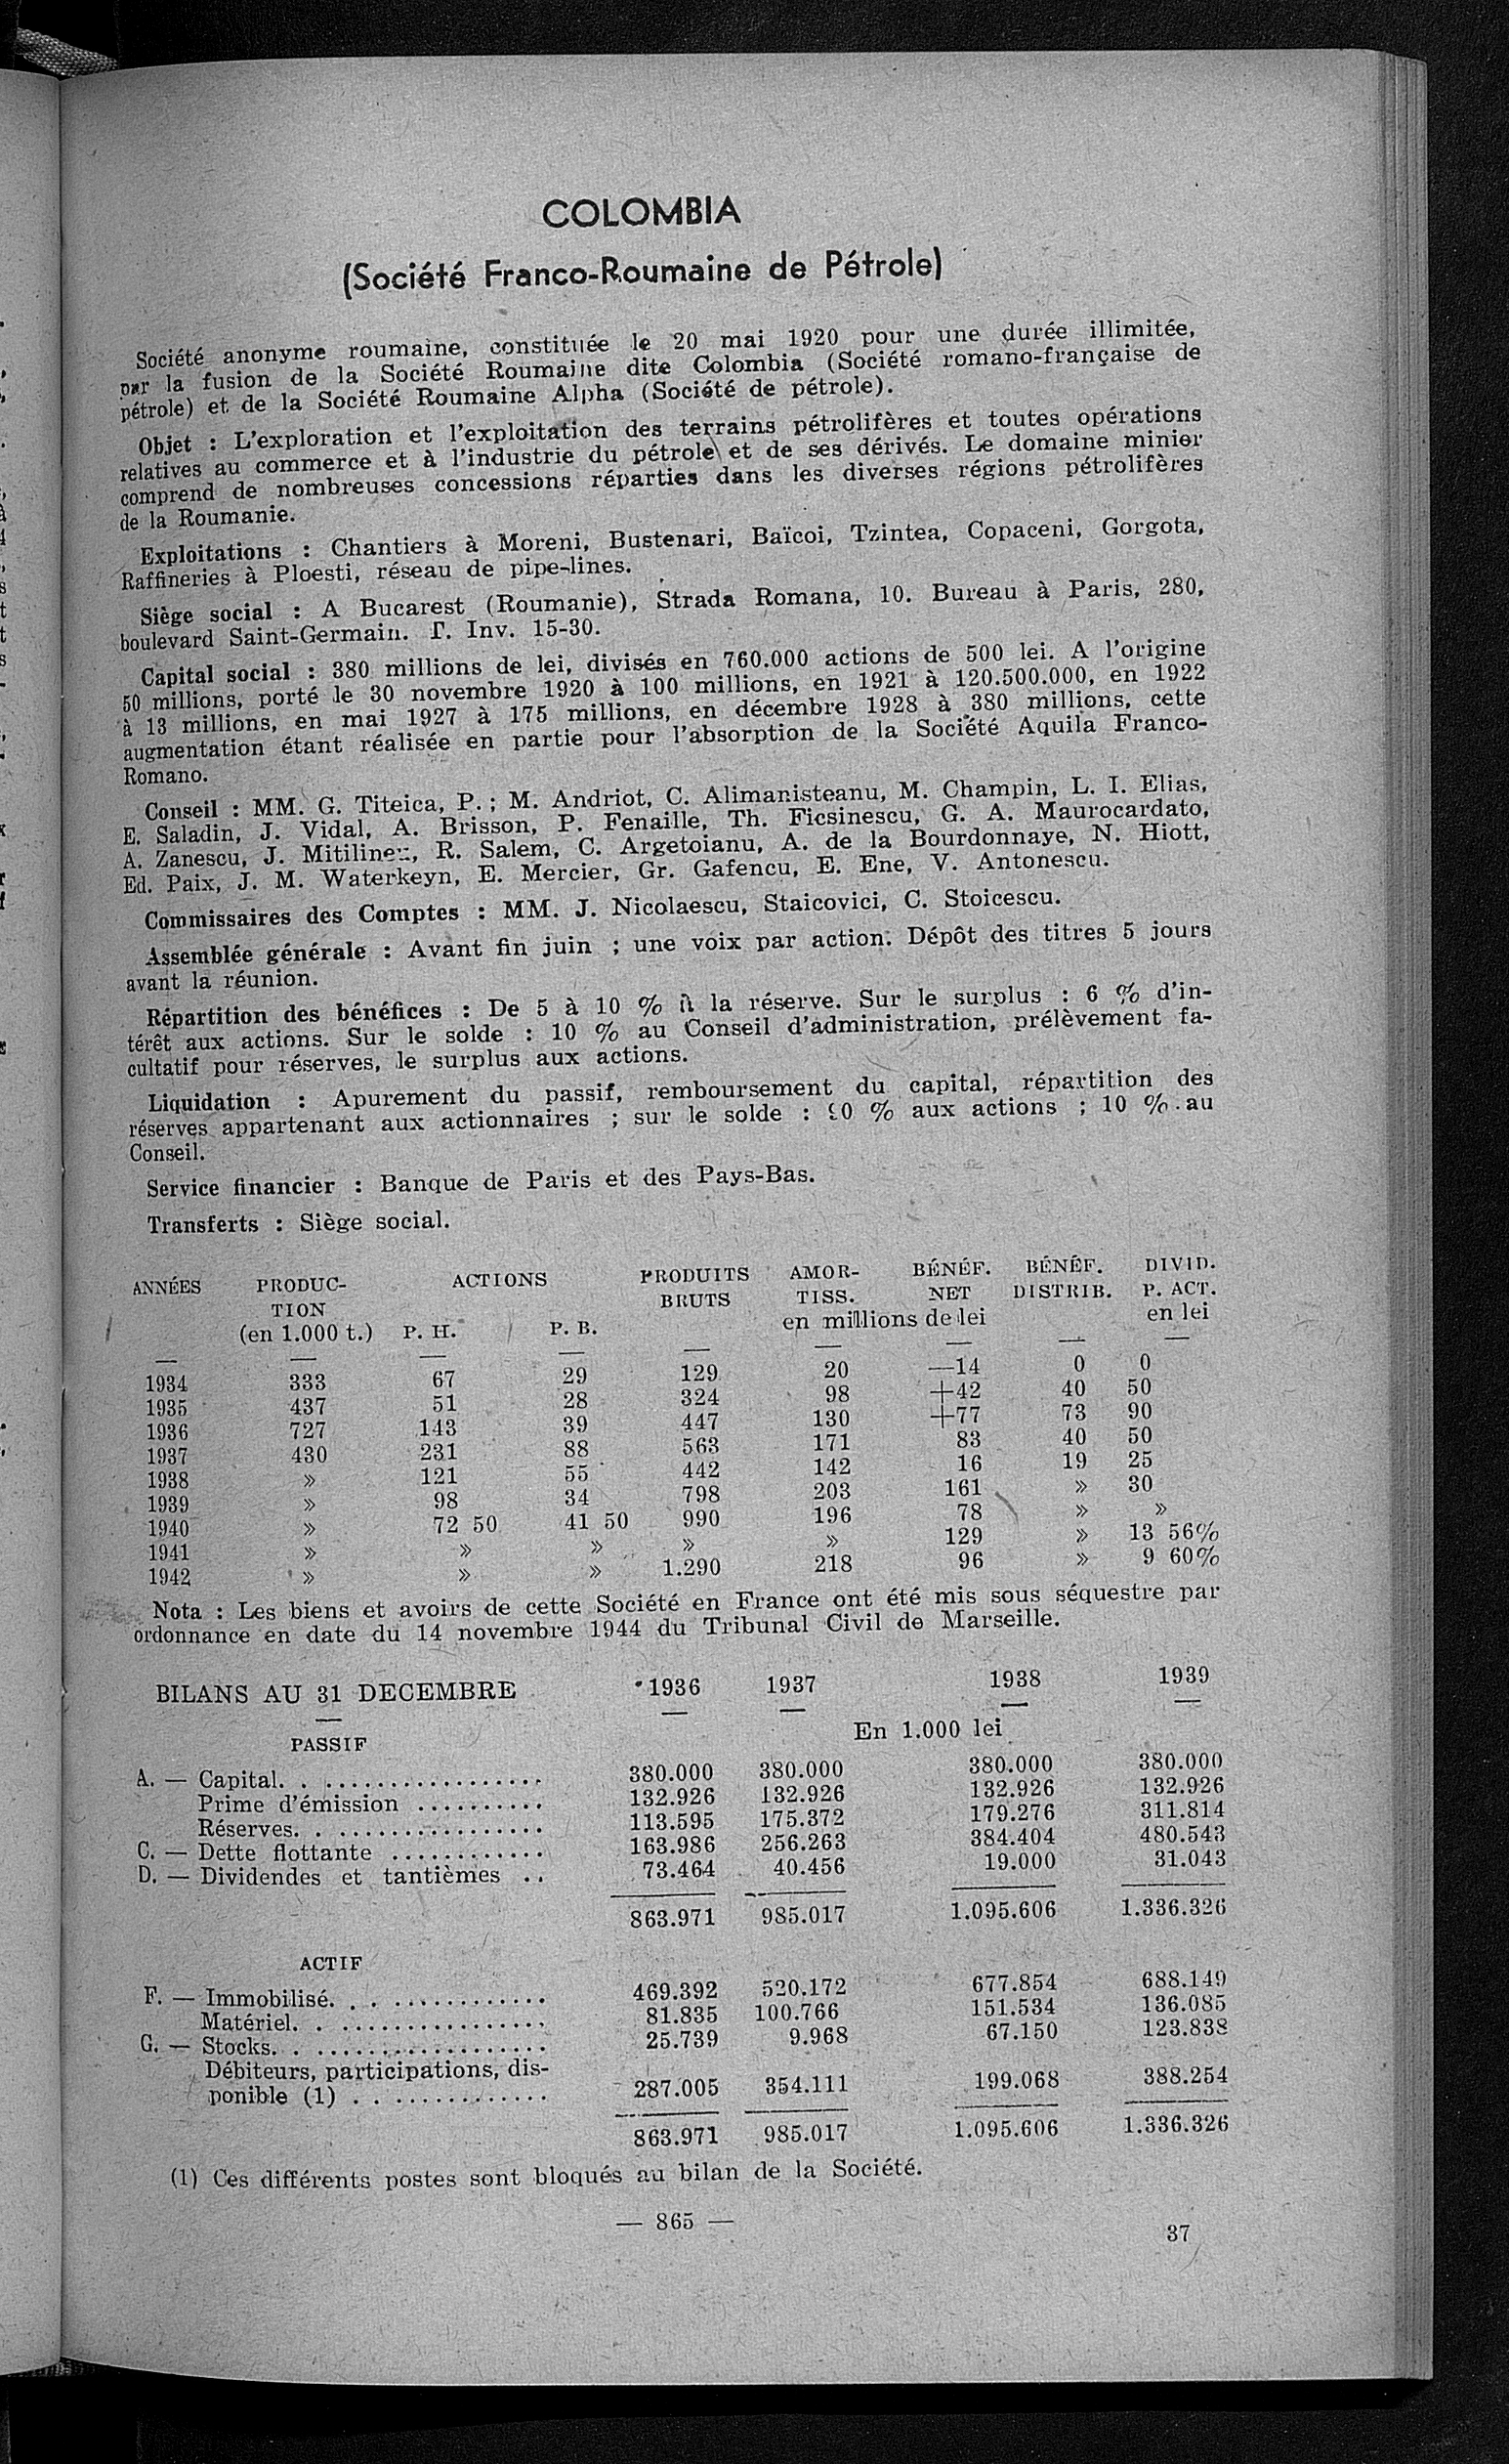 COLOMBIA
(Société Franco-Roumaine de Pétrole)
Société anonyme roumaine, constituée le 20 mai 1920 pour une durée illimitée,
par la fusion de la Société Roumaine dite Colombia (Société romano-française de
pétrole) et de la Société Roumaine Alpha (Société de pétrole).
Objet : L'exploration et l'exploitation des terrains pétrolifères et toutes opérations
relatives au commerce et à l'industrie du pétrole et de ses dérivés. Le domaine minier
comprend de nombreuses concessions réparties dans les diverses régions pétrolifères
de la Roumanie.
Exploitations : Chantiers à Moreni, Bustenari, Baïcoi, Tzintea, Copaceni, Gorgota,
Raffineries à Ploesti, réseau de pipe-lines.
Siège social : A Bucarest (Roumanie), Strada Romana, 10. Bureau à Paris, 280,
boulevard Saint-Germain. T. Inv. 15-30.
Capital social : 380 millions de lei, divisés en 760.000 actions de 500 lei. A l'origine
50 millions, porté le 30 novembre 1920 à 100 millions, en 1921 à 120.500.000, en 1922
à 13 millions, en mai 1927 à 175 millions, en décembre 1928 à 380 millions, cette
augmentation étant réalisée en partie pour l'absorption de la Société Aquila Franco-
Romano.
Conseil : MM. G. Titeica, P. ; M. Andriot, C. Alimanisteanu, M. Champin, L. I. Elias,
E. Saladin, J. Vidal, A. Brisson, P. Fenaille, Th. Ficsinescu, G. A. Maurocardato,
A. Zanescu, J. R. Salem, C. Argetoianu, A. de la Bourdonnaye, N. Hiott,
Ed. Paix, J. M. Waterkeyn, E. Mercier, Gr. Gafencu, E. Ene, V. Antonescu.
Commissaires des Comptes : MM. J. Nicolaescu, Staicovici, C. Stoicescu.
Assemblée générale : Avant fin juin ; une voix par action. Dépôt des titres 5 jours
avant la réunion.
Répartition des bénéfices : De 5 à 10 % à la réserve. Sur le surplus : 6 % d'in-
térêt aux actions. Sur le solde : 10 % au Conseil d'administration, prélèvement fa-
cultatif pour réserves, le surplus aux actions.
Liquidation : Apurement du passif, remboursement du capital, répartition des
réserves appartenant aux actionnaires ; sur le solde : 90 % aux actions ; 10 % au
Conseil.
Service financier : Banque de Paris et des Pays-Bas.
Transferts : Siège social.
ANNÉES PRODUC- ACTIONS PRODUITS AMOR- BÉNÉF. BÉNÉF. DIVID.
TION BRUTS TISS. NET DISTRIB. P. ACT.
(en 1.000 t.) P. H. P. B. en millions de lei en lei
1934 333 67 29 129 20 —14 0 0
1935 437 51 28 324 98 +42 40 50
1936 727 143 39 447 130 +77 73 90
1937 430 231 88 563 171 83 40 50
1938 » 121 55 442 142 16 19 25
1939 » 98 34 798 203 161 » 30
1940 » 72 50 41 50 990 196 78 » »
1941 » » » » » 129 » 13 56%
1942 » » » 1.290 218 96 » 9 60%
Nota : Les biens et avoirs de cette Société en France ont été mis sous séquestre par
ordonnance en date du 14 novembre 1944 du Tribunal Civil de Marseille.
BILANS AU 31 DECEMBRE 1936 1937 1938 1939
PASSIF En 1.000 lei
A. — Capital. . .................. 380.000 380.000 380.000 380.000
Prime d'émission .......... 132.926 132.926 132.926 132.926
Réserves. . ................ 113.595 175.372 179.276 311.814
C. — Dette flottante ............ 163.986 256.263 384.404 480.543
D. — Dividendes et tantièmes .. 73.464 40.456 19.000 31.043
863.971 985.017 1.095.606 1.336.326
ACTIF
F. — Immobilisé. . . ............. 469.392 520.172 677.854 688.149
Matériel. . ................ 81.835 100.766 151.534 136.085
G. — Stocks. . .................. 25.739 9.968 67.150 123.838
Débiteurs, participations, dis-
ponible (1) . . ............ 287.005 354.111 199.068 388.254
863.971 985.017 1.095.606 1.336.326
(1) Ces différents postes sont bloqués au bilan de la Société.
— 865 —
37